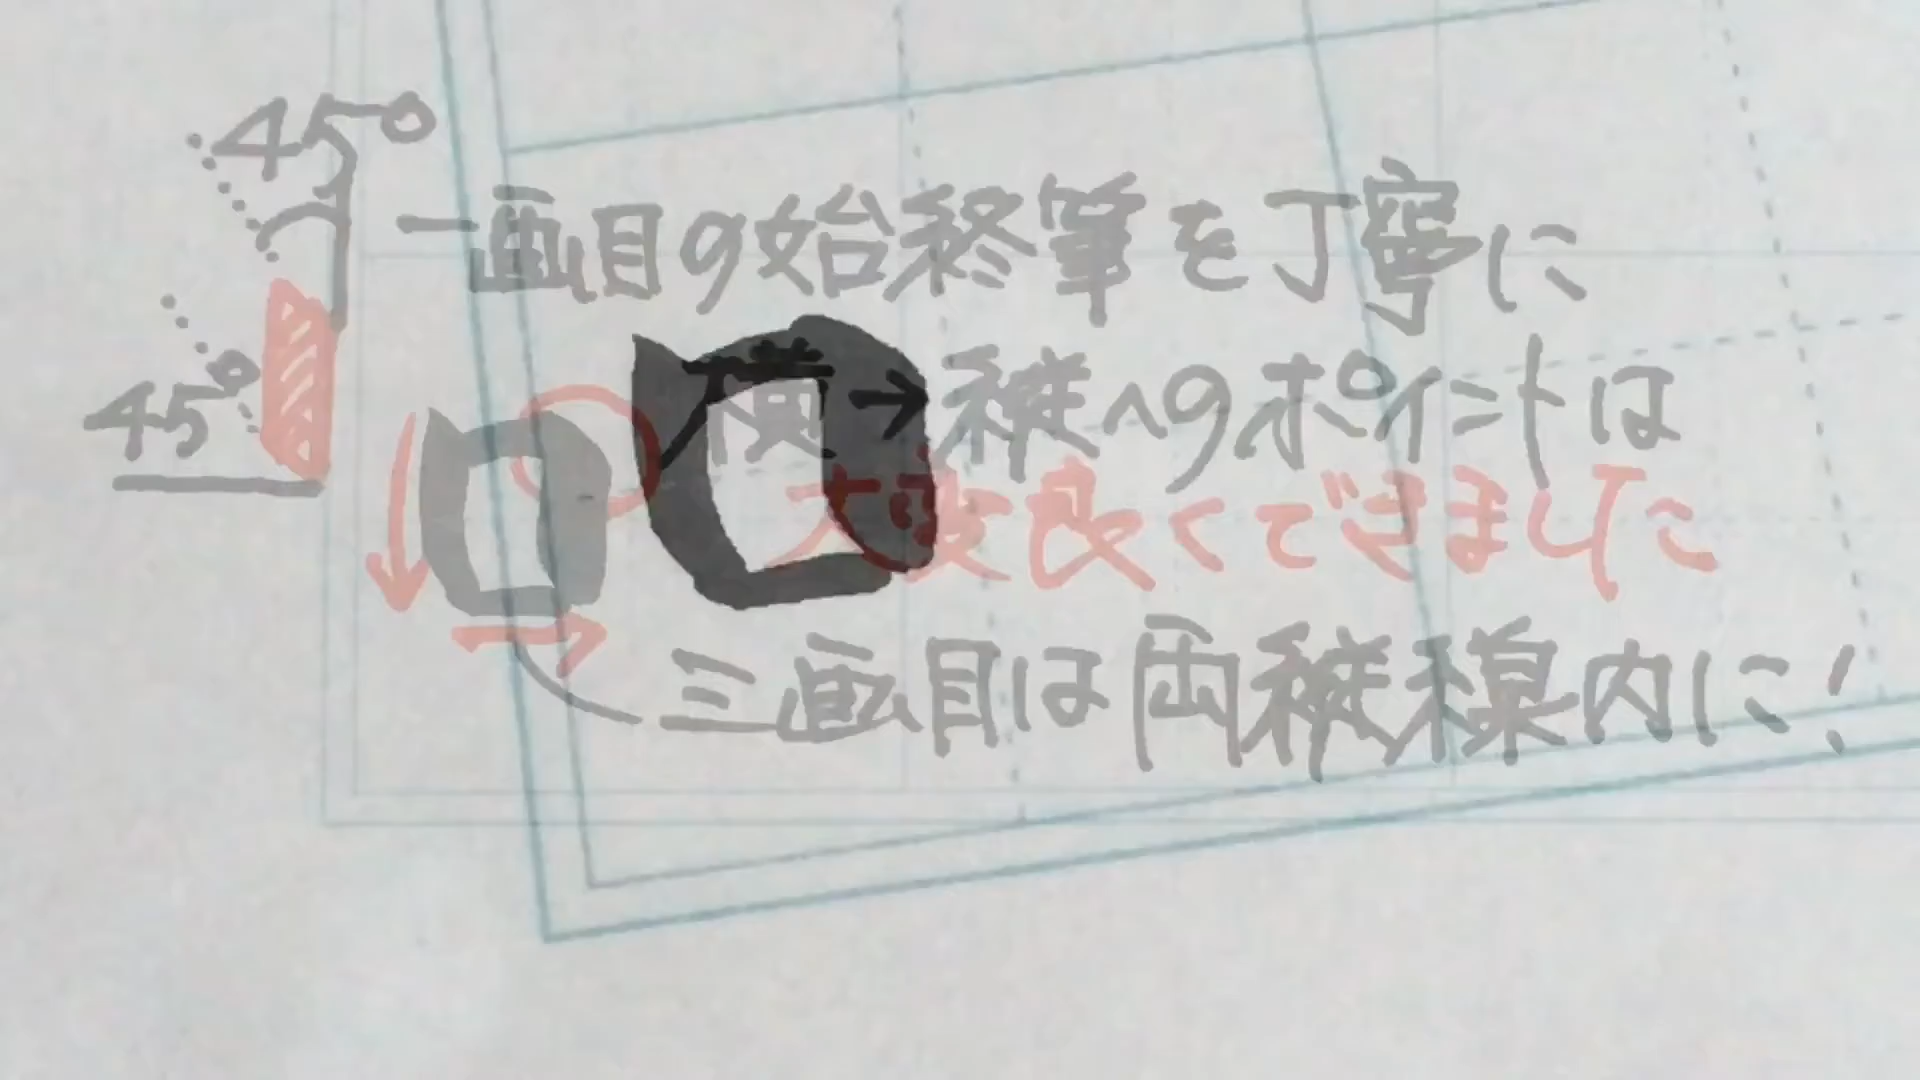 45°
一画目の始終筆を丁寧に
45°
横→縦へのポイントは
大変良くできました
三画目は両縦線内に!